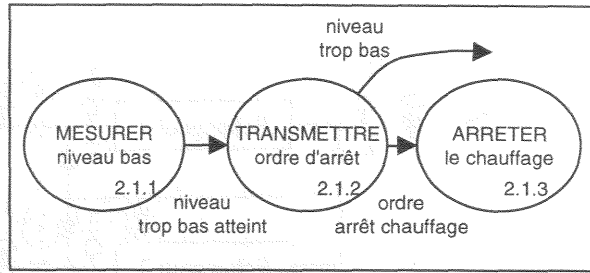 niveau
trop bas
MESURER
niveau bas
2.1.1
TRANSMETTRE
ordre d'arrêt
2.1.2
ARRETER
le chauffage
2.1.3
niveau
trop bas atteint
ordre
arrêt chauffage